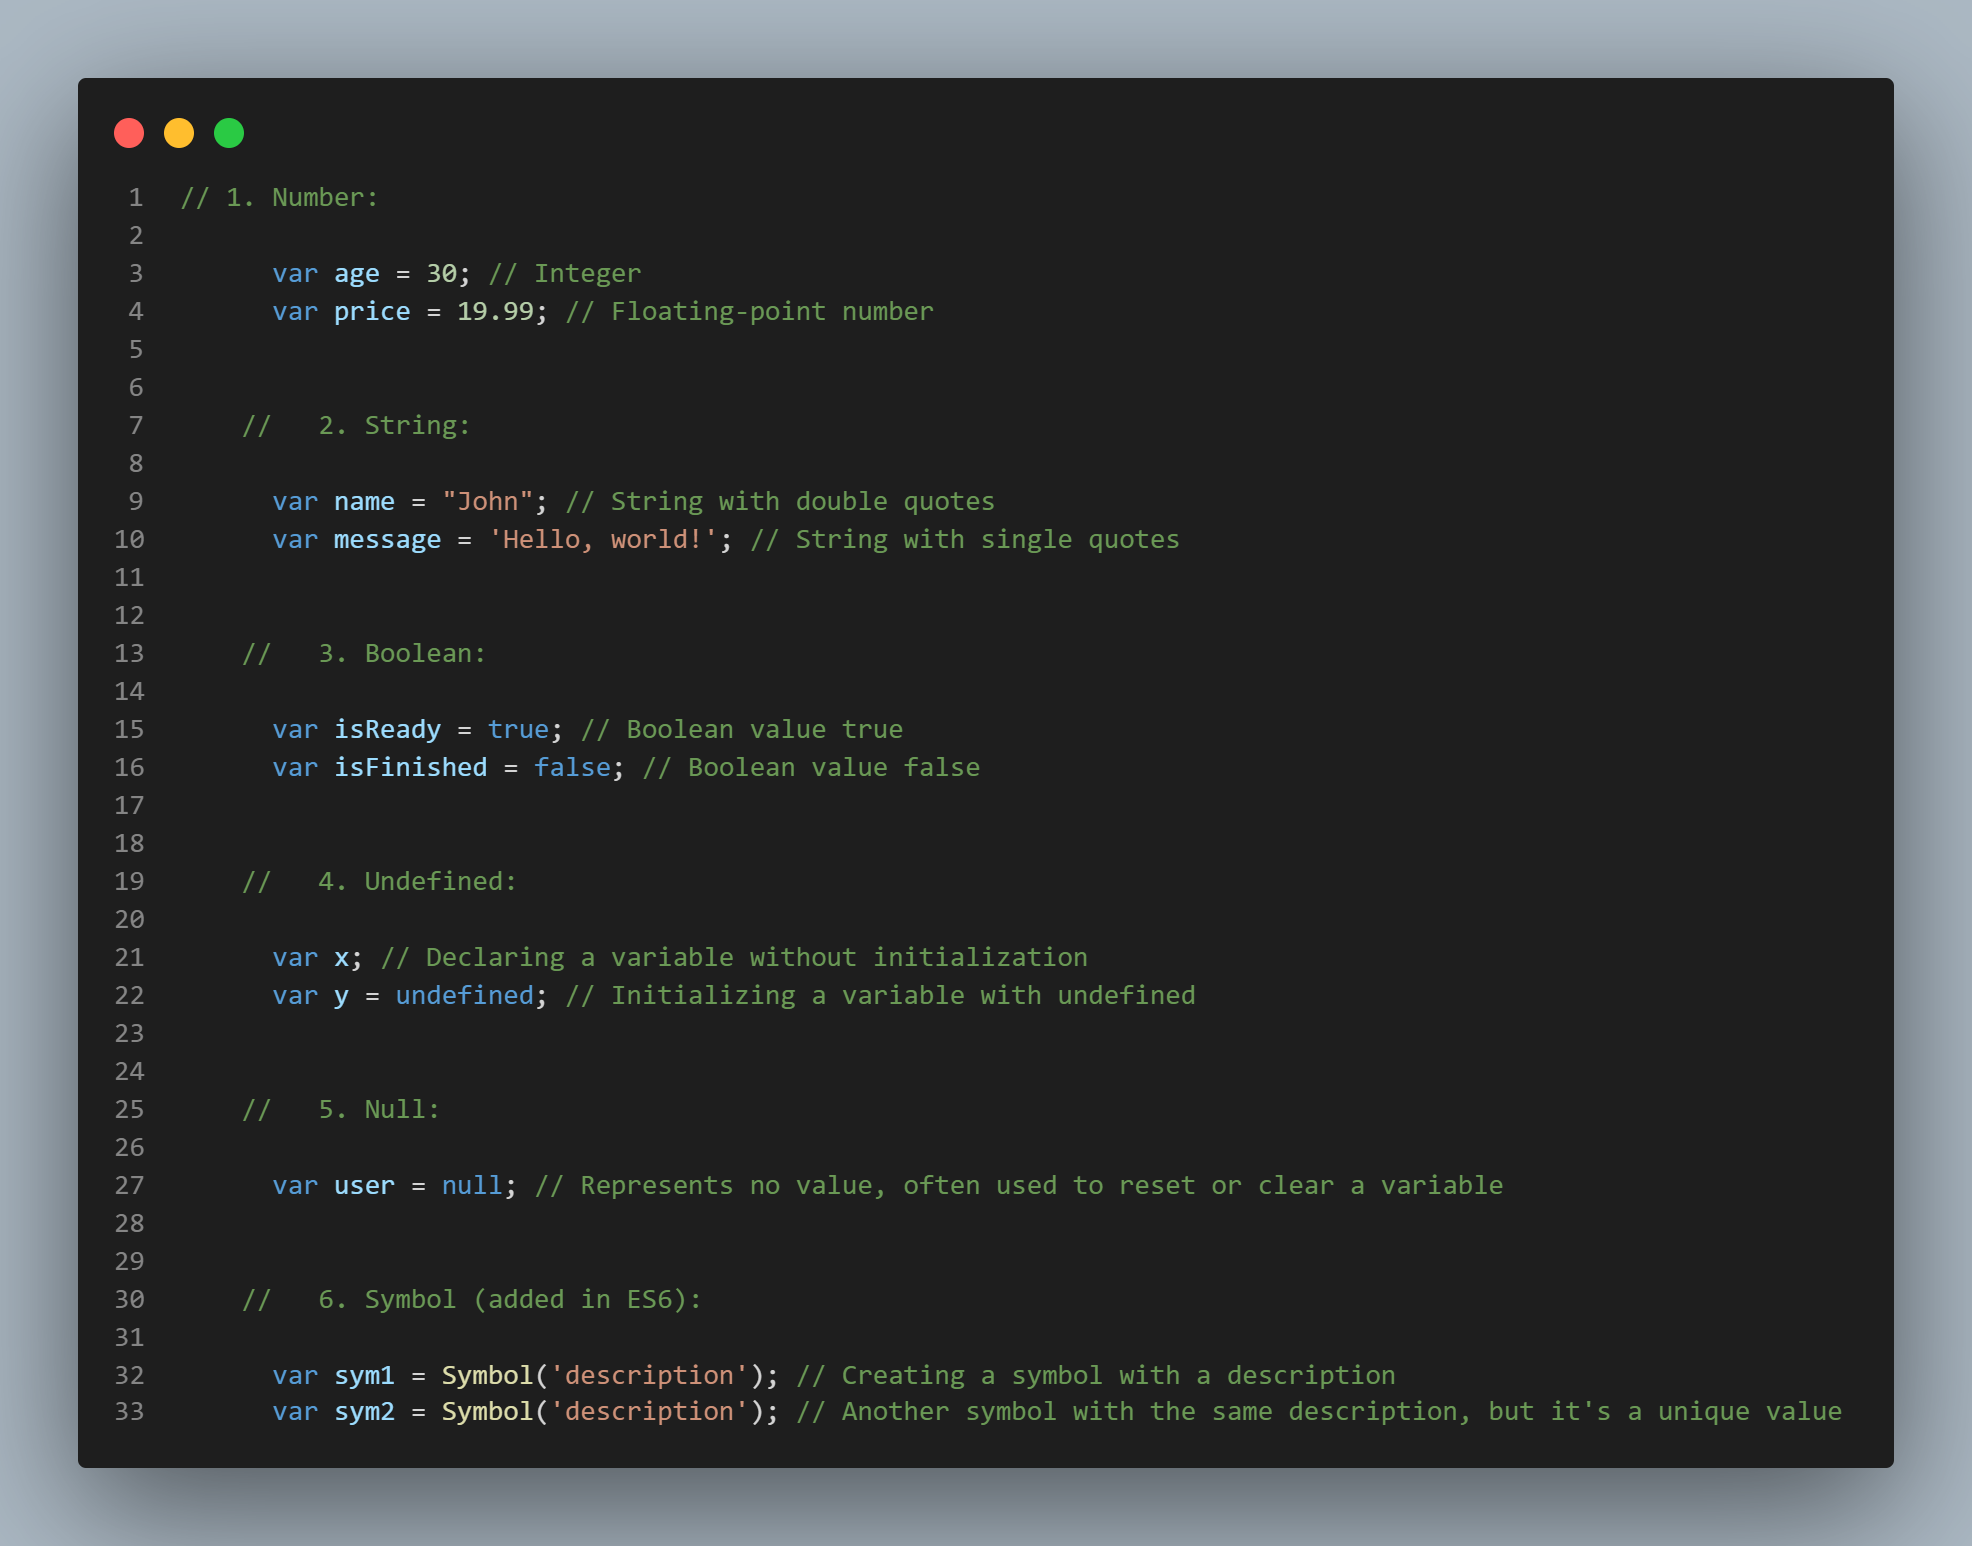 1 // 1. Number:
2
3 var age = 30; // Integer
4 var price = 19.99; // Floating-point number
5
6
7 // 2. String:
8
9 var name = "John"; // String with double quotes
10 var message = 'Hello, world!'; // String with single quotes
11
12
13 // 3. Boolean:
14
15 var isReady = true; // Boolean value true
16 var isFinished = false; // Boolean value false
17
18
19 // 4. Undefined:
20
21 var x; // Declaring a variable without initialization
22 var y = undefined; // Initializing a variable with undefined
23
24
25 // 5. Null:
26
27 var user = null; // Represents no value, often used to reset or clear a variable
28
29
30 // 6. Symbol (added in ES6):
31
32 var sym1 = Symbol('description'); // Creating a symbol with a description
33 var sym2 = Symbol('description'); // Another symbol with the same description, but it's a unique value